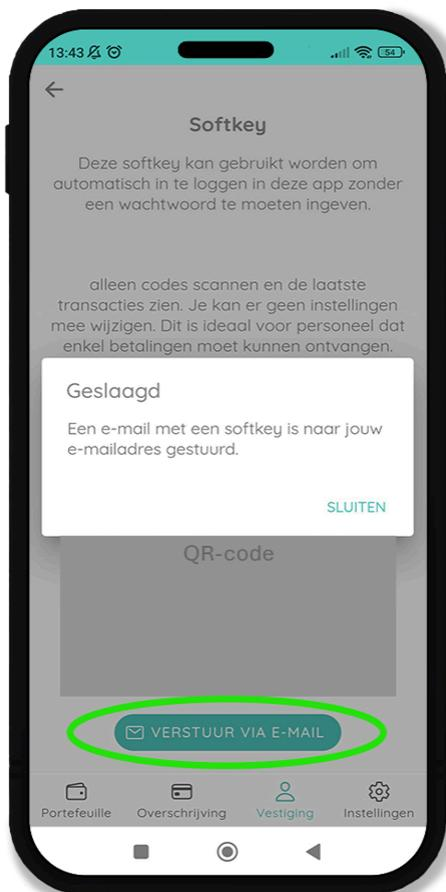 13:43
54
Softkey
Deze softkey kan gebruikt worden om
automatisch in te loggen in deze app zonder
een wachtwoord te moeten ingeven.
alleen codes scannen en de laatste
transacties zien. Je kan er geen instellingen
mee wijzigen. Dit is ideaal voor personeel dat
enkel betalingen moet kunnen ontvangen.
Geslaagd
Een e-mail met een softkey is naar jouw
e-mailadres gestuurd.
SLUITEN
QR-code
VERSTUUR VIA E-MAIL
Portefeuille Overschrijving Vestiging Instellingen